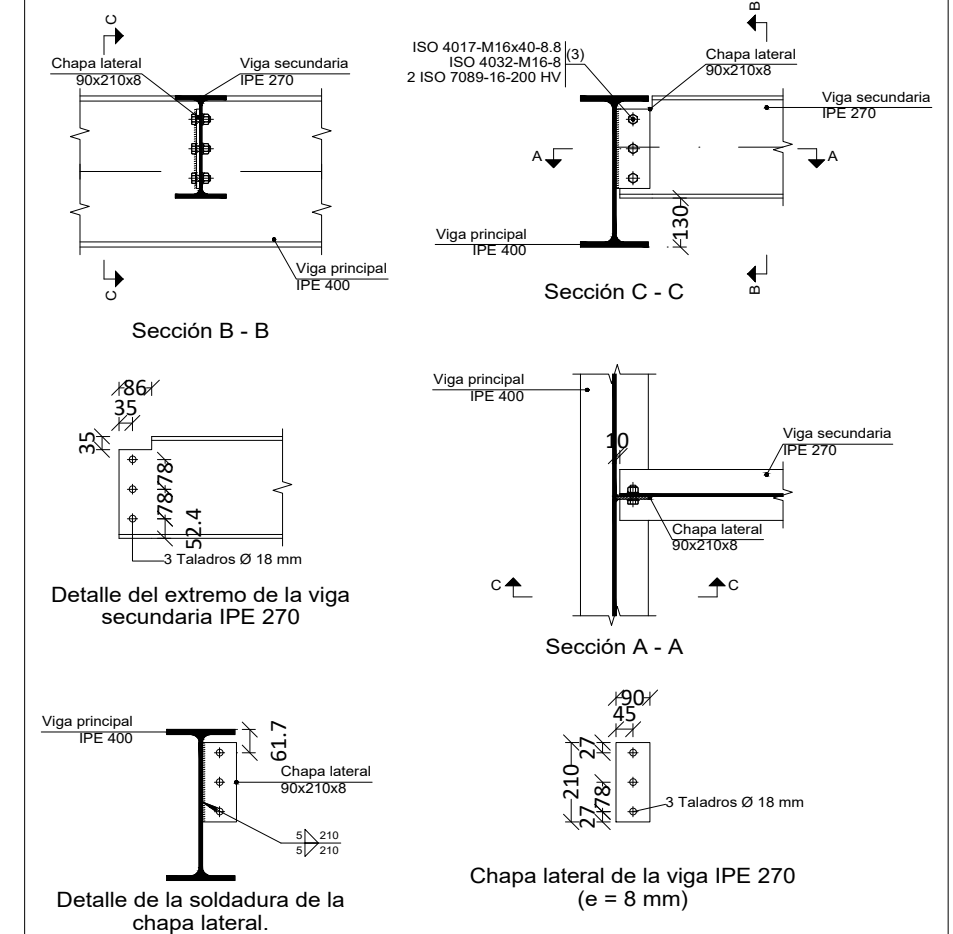 C
Chapa lateral
90x210x8
Viga secundaria
IPE 270
Viga principal
IPE 400
C
Sección B - B
B
ISO 4017-M16x40-8.8
ISO 4032-M16-8
2 ISO 7089-16-200 HV
(3)
Chapa lateral
90x210x8
Viga secundaria
IPE 270
A
A
130
Viga principal
IPE 400
B
Sección C - C
86
35
35
78
78
52.4
3 Taladros Ø 18 mm
Detalle del extremo de la viga
secundaria IPE 270
Viga principal
IPE 400
10
Viga secundaria
IPE 270
Chapa lateral
90x210x8
C
C
Sección A - A
Viga principal
IPE 400
61.7
Chapa lateral
90x210x8
5 210
5 210
Detalle de la soldadura de la
chapa lateral.
90
45
27
210
78
27
3 Taladros Ø 18 mm
Chapa lateral de la viga IPE 270
(e = 8 mm)